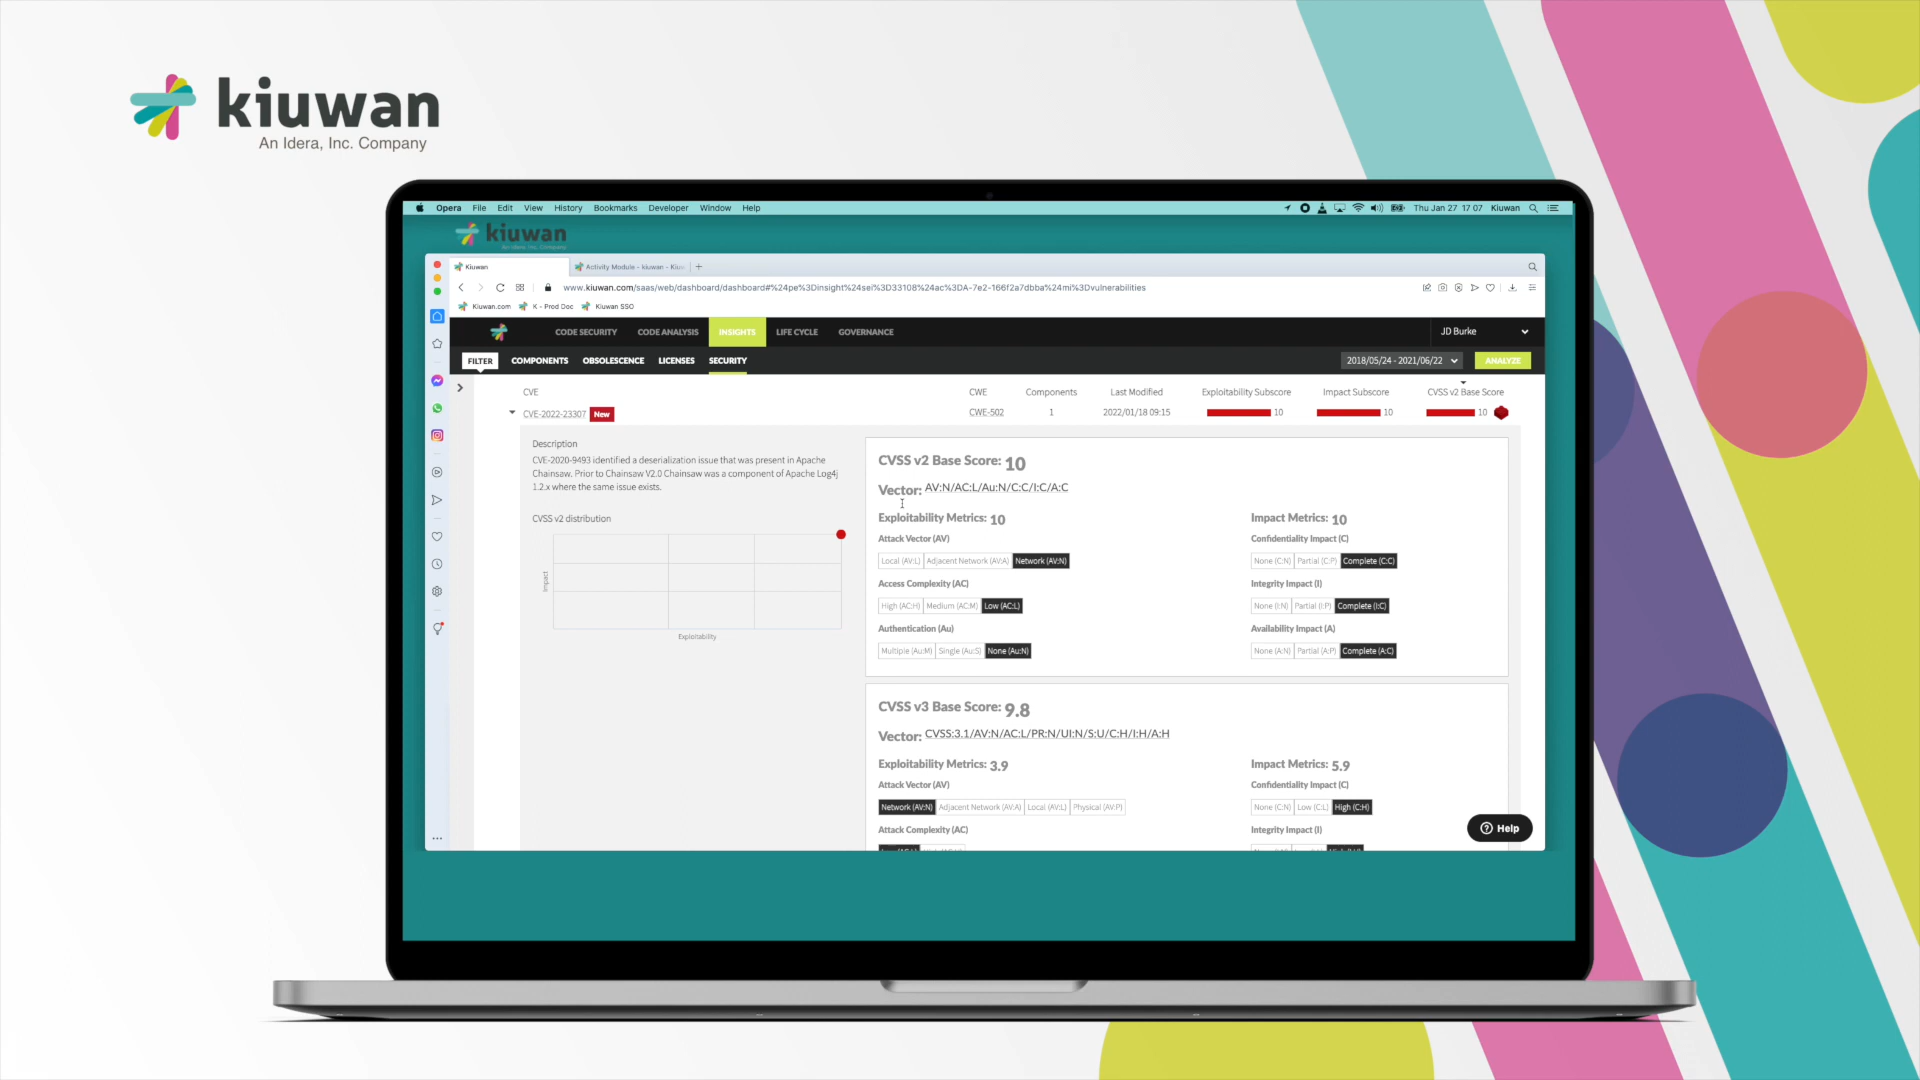 kiuwan
An Idera, Inc. Company
Opera File Edit View History Bookmarks Developer Window Help
Thu Jan 27 17 07 Kiuwan
kiuwan
An Idera, Inc. Company
Kiuwan
Activity Module - kiuwan - Kiuw
www.kiuwan.com/saas/web/dashboard/dashboard#%24pe%3Dinsight%24sei%3D33108%24ac%3DA-7e2-166f2a7dbba%24mi%3Dvulnerabilities
Kiuwan.com K - Prod Doc Kiuwan SSO
CODE SECURITY CODE ANALYSIS INSIGHTS LIFE CYCLE GOVERNANCE JD Burke
FILTER COMPONENTS OBSOLESCENCE LICENSES SECURITY 2018/05/24 - 2021/06/22 ANALYZE
CVE CWE Components Last Modified Exploitability Subscore Impact Subscore CVSS v2 Base Score
CVE-2022-23307 New CWE-502 1 2022/01/18 09:15 10 10 10
Description
CVE-2020-9493 identified a deserialization issue that was present in Apache
Chainsaw. Prior to Chainsaw V2.0 Chainsaw was a component of Apache Log4j
1.2.x where the same issue exists.
CVSS v2 distribution
Impact
Exploitability
CVSS v2 Base Score: 10
Vector: AV:N/AC:L/Au:N/C:C/I:C/A:C
Exploitability Metrics: 10 Impact Metrics: 10
Attack Vector (AV) Confidentiality Impact (C)
Local (AV:L) Adjacent Network (AV:A) Network (AV:N) None (C:N) Partial (C:P) Complete (C:C)
Access Complexity (AC) Integrity Impact (I)
High (AC:H) Medium (AC:M) Low (AC:L) None (I:N) Partial (I:P) Complete (I:C)
Authentication (Au) Availability Impact (A)
Multiple (Au:M) Single (Au:S) None (Au:N) None (A:N) Partial (A:P) Complete (A:C)
CVSS v3 Base Score: 9.8
Vector: CVSS:3.1/AV:N/AC:L/PR:N/UI:N/S:U/C:H/I:H/A:H
Exploitability Metrics: 3.9 Impact Metrics: 5.9
Attack Vector (AV) Confidentiality Impact (C)
Network (AV:N) Adjacent Network (AV:A) Local (AV:L) Physical (AV:P) None (C:N) Low (C:L) High (C:H)
Attack Complexity (AC) Integrity Impact (I)
Help